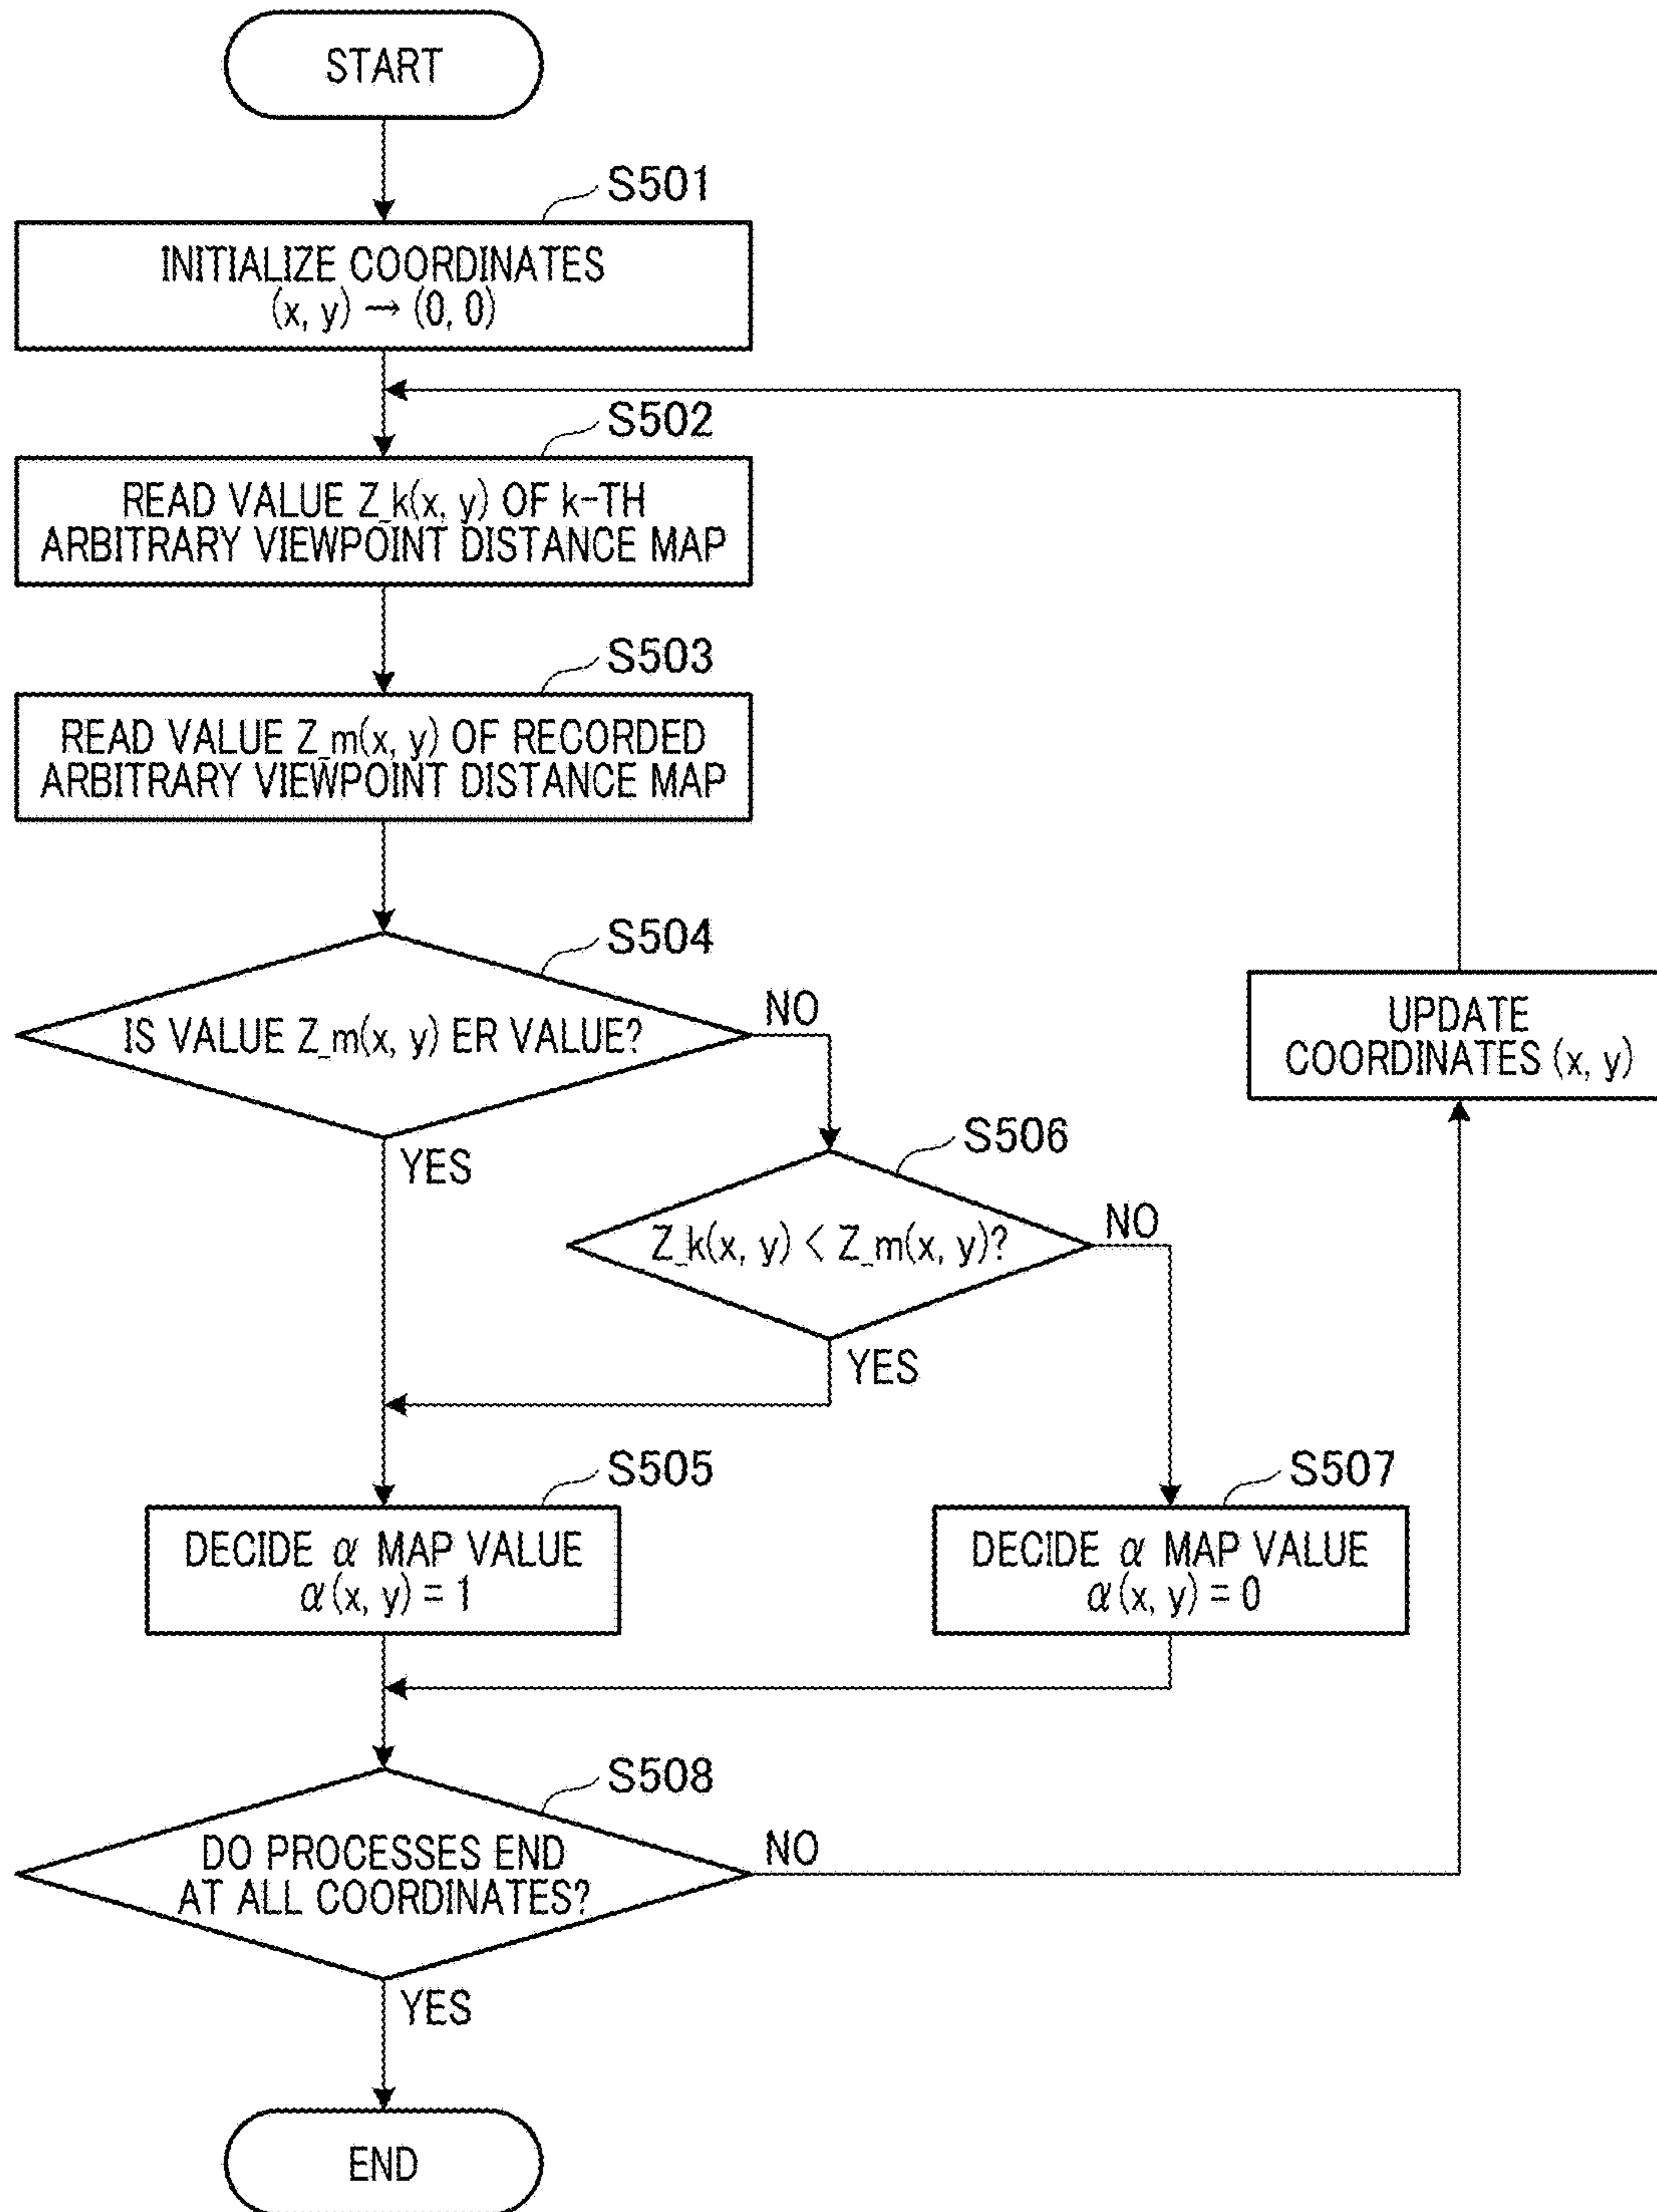 START
S501
INITIALIZE COORDINATES
(x, y) → (0, 0)
S502
READ VALUE Z_k(x, y) OF k-TH
ARBITRARY VIEWPOINT DISTANCE MAP
S503
READ VALUE Z_m(x, y) OF RECORDED
ARBITRARY VIEWPOINT DISTANCE MAP
S504
IS VALUE Z_m(x, y) ER VALUE?
NO
YES
UPDATE
COORDINATES (x, y)
S506
Z_k(x, y) < Z_m(x, y)?
NO
YES
S505
DECIDE α MAP VALUE
α(x, y) = 1
S507
DECIDE α MAP VALUE
α(x, y) = 0
S508
DO PROCESSES END
AT ALL COORDINATES?
NO
YES
END